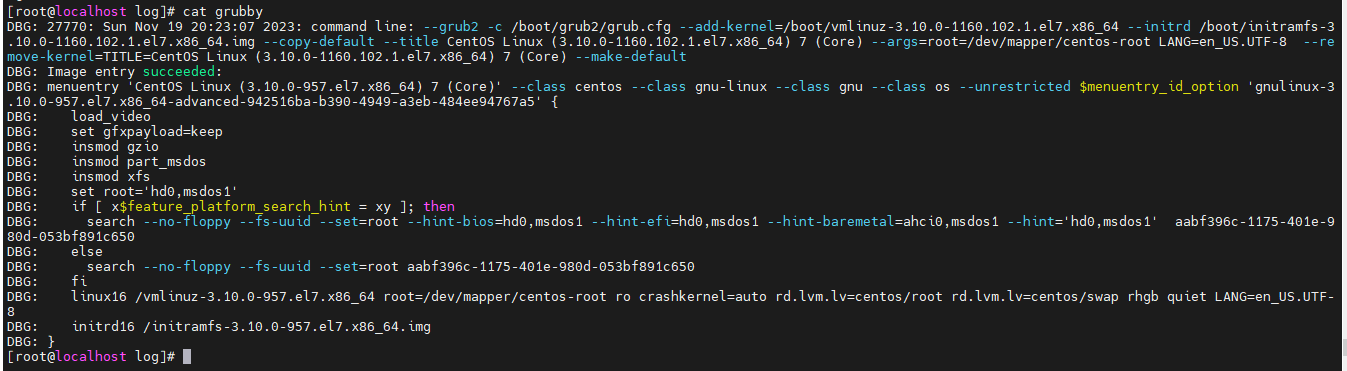 [root@localhost log]# cat grubby
DBG: 27770: Sun Nov 19 20:23:07 2023: command line: --grub2 -c /boot/grub2/grub.cfg --add-kernel=/boot/vmlinuz-3.10.0-1160.102.1.el7.x86_64 --initrd /boot/initramfs-3
.10.0-1160.102.1.el7.x86_64.img --copy-default --title CentOS Linux (3.10.0-1160.102.1.el7.x86_64) 7 (Core) --args=root=/dev/mapper/centos-root LANG=en_US.UTF-8  --re
move-kernel=TITLE=CentOS Linux (3.10.0-1160.102.1.el7.x86_64) 7 (Core) --make-default
DBG: Image entry succeeded:
DBG: menuentry 'CentOS Linux (3.10.0-957.el7.x86_64) 7 (Core)' --class centos --class gnu-linux --class gnu --class os --unrestricted $menuentry_id_option 'gnulinux-3
.10.0-957.el7.x86_64-advanced-942516ba-b390-4949-a3eb-484ee94767a5' {
DBG:    load_video
DBG:    set gfxpayload=keep
DBG:    insmod gzio
DBG:    insmod part_msdos
DBG:    insmod xfs
DBG:    set root='hd0,msdos1'
DBG:    if [ x$feature_platform_search_hint = xy ]; then
DBG:      search --no-floppy --fs-uuid --set=root --hint-bios=hd0,msdos1 --hint-efi=hd0,msdos1 --hint-baremetal=ahci0,msdos1 --hint='hd0,msdos1'  aabf396c-1175-401e-9
80d-053bf891c650
DBG:    else
DBG:      search --no-floppy --fs-uuid --set=root aabf396c-1175-401e-980d-053bf891c650
DBG:    fi
DBG:    linux16 /vmlinuz-3.10.0-957.el7.x86_64 root=/dev/mapper/centos-root ro crashkernel=auto rd.lvm.lv=centos/root rd.lvm.lv=centos/swap rhgb quiet LANG=en_US.UTF-
8
DBG:    initrd16 /initramfs-3.10.0-957.el7.x86_64.img
DBG: }
[root@localhost log]#